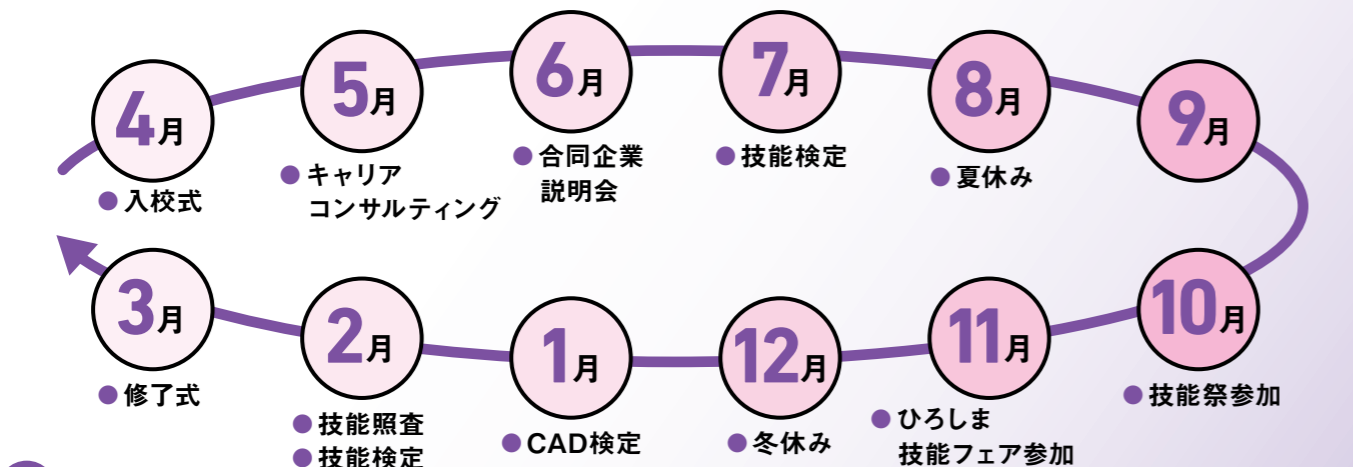 4月
● 入校式
5月
● キャリア
コンサルティング
6月
● 合同企業
説明会
7月
● 技能検定
8月
● 夏休み
9月
10月
● 技能祭参加
11月
● ひろしま
技能フェア参加
12月
● 冬休み
1月
● CAD検定
2月
● 技能照査
● 技能検定
3月
● 修了式